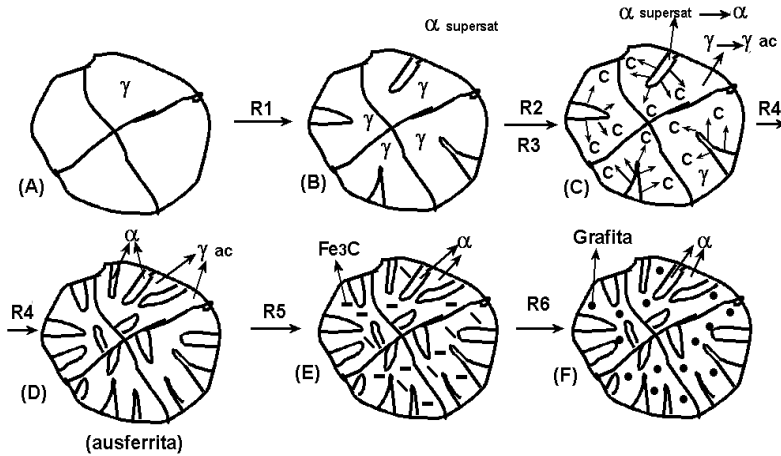 α supersat
α supersat → α
γ → γ ac
γ
R1
γ
γ
γ
R2
R3
C
C
C
C
C
C
C
C
C
C
C
γ
R4
(A)
(B)
(C)
α
γ ac
Fe3C
α
Grafita
α
R4
R5
R6
(D)
(E)
(F)
(ausferrita)